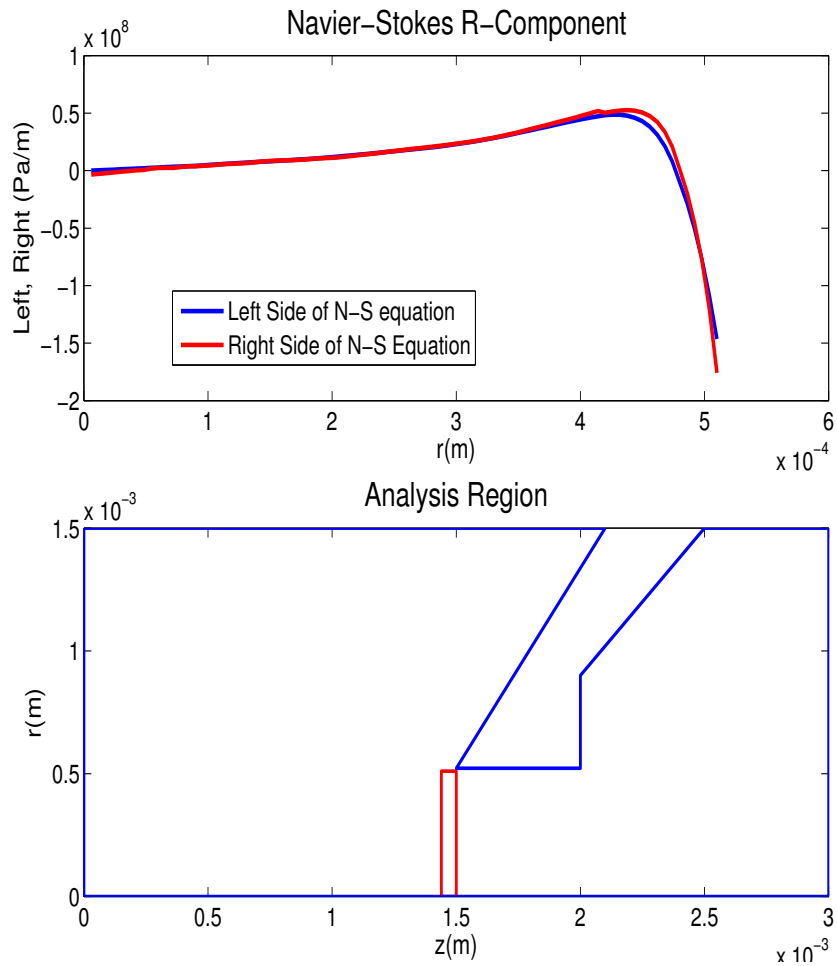 x 10^8
Navier−Stokes R−Component
1
0.5
0
−0.5
−1
−1.5
−2
Left, Right (Pa/m)
Left Side of N−S equation
Right Side of N−S Equation
0 1 2 3 4 5 6
r(m)
x 10^−4
x 10^−3
Analysis Region
1.5
1
0.5
0
r(m)
0 0.5 1 1.5 2 2.5 3
z(m)
x 10^−3